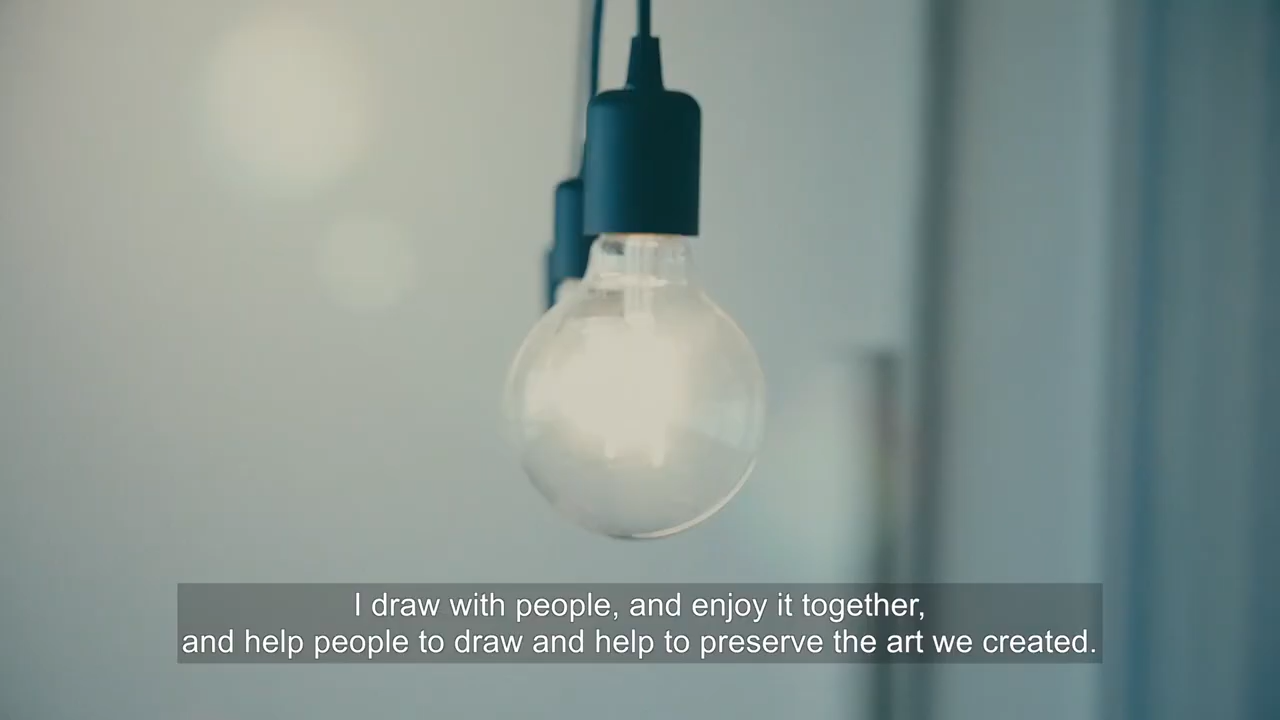 I draw with people, and enjoy it together,
and help people to draw and help to preserve the art we created.